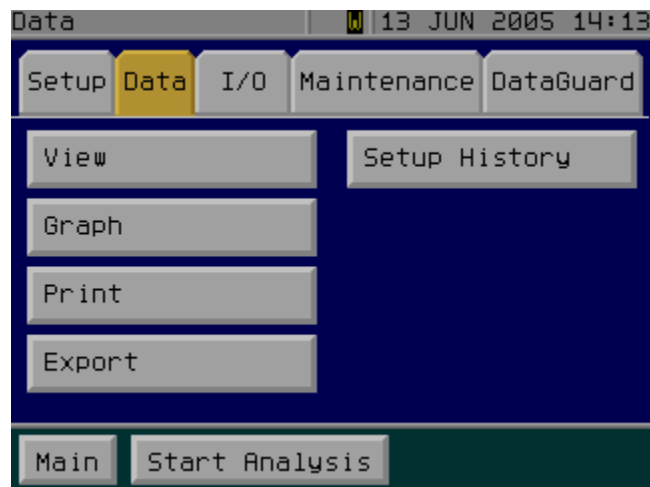 Data W 13 JUN 2005 14:13
Setup Data I/O Maintenance DataGuard
View Setup History
Graph
Print
Export
Main Start Analysis